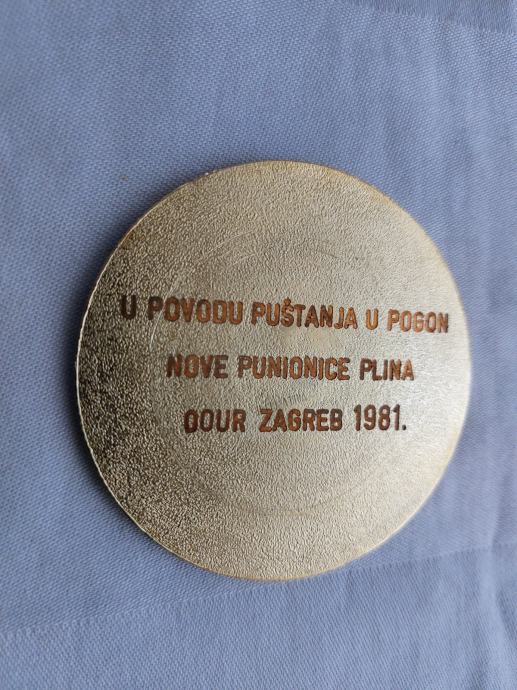 U POVODU PUŠTANJA U POGON
NOVE PUNIONICE PLINA
OOUR ZAGREB 1981.